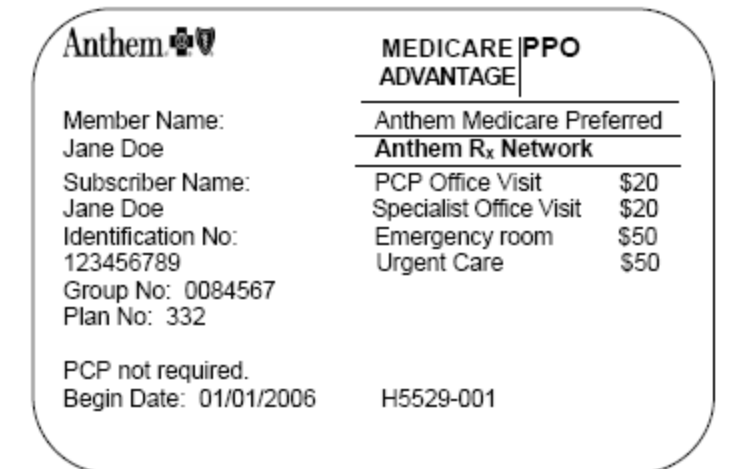 Anthem
MEDICARE PPO
ADVANTAGE
Member Name:
Jane Doe
Subscriber Name:
Jane Doe
Identification No:
123456789
Group No: 0084567
Plan No: 332
PCP not required.
Begin Date: 01/01/2006
Anthem Medicare Preferred
Anthem Rx Network
PCP Office Visit $20
Specialist Office Visit $20
Emergency room $50
Urgent Care $50
H5529-001